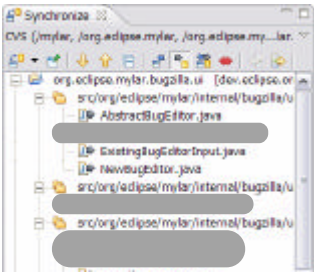 Synchronize
CVS (/mylar, /org.eclipse.mylar, /org.eclipse.my...lar.
org.eclipse.mylar.bugzilla.ui [dev.eclipse.or
src/org/eclipse/mylar/internal/bugzilla/u
AbstractBugEditor.java
ExistingBugEditorInput.java
NewBugEditor.java
src/org/eclipse/mylar/internal/bugzilla/u
src/org/eclipse/mylar/internal/bugzilla/u